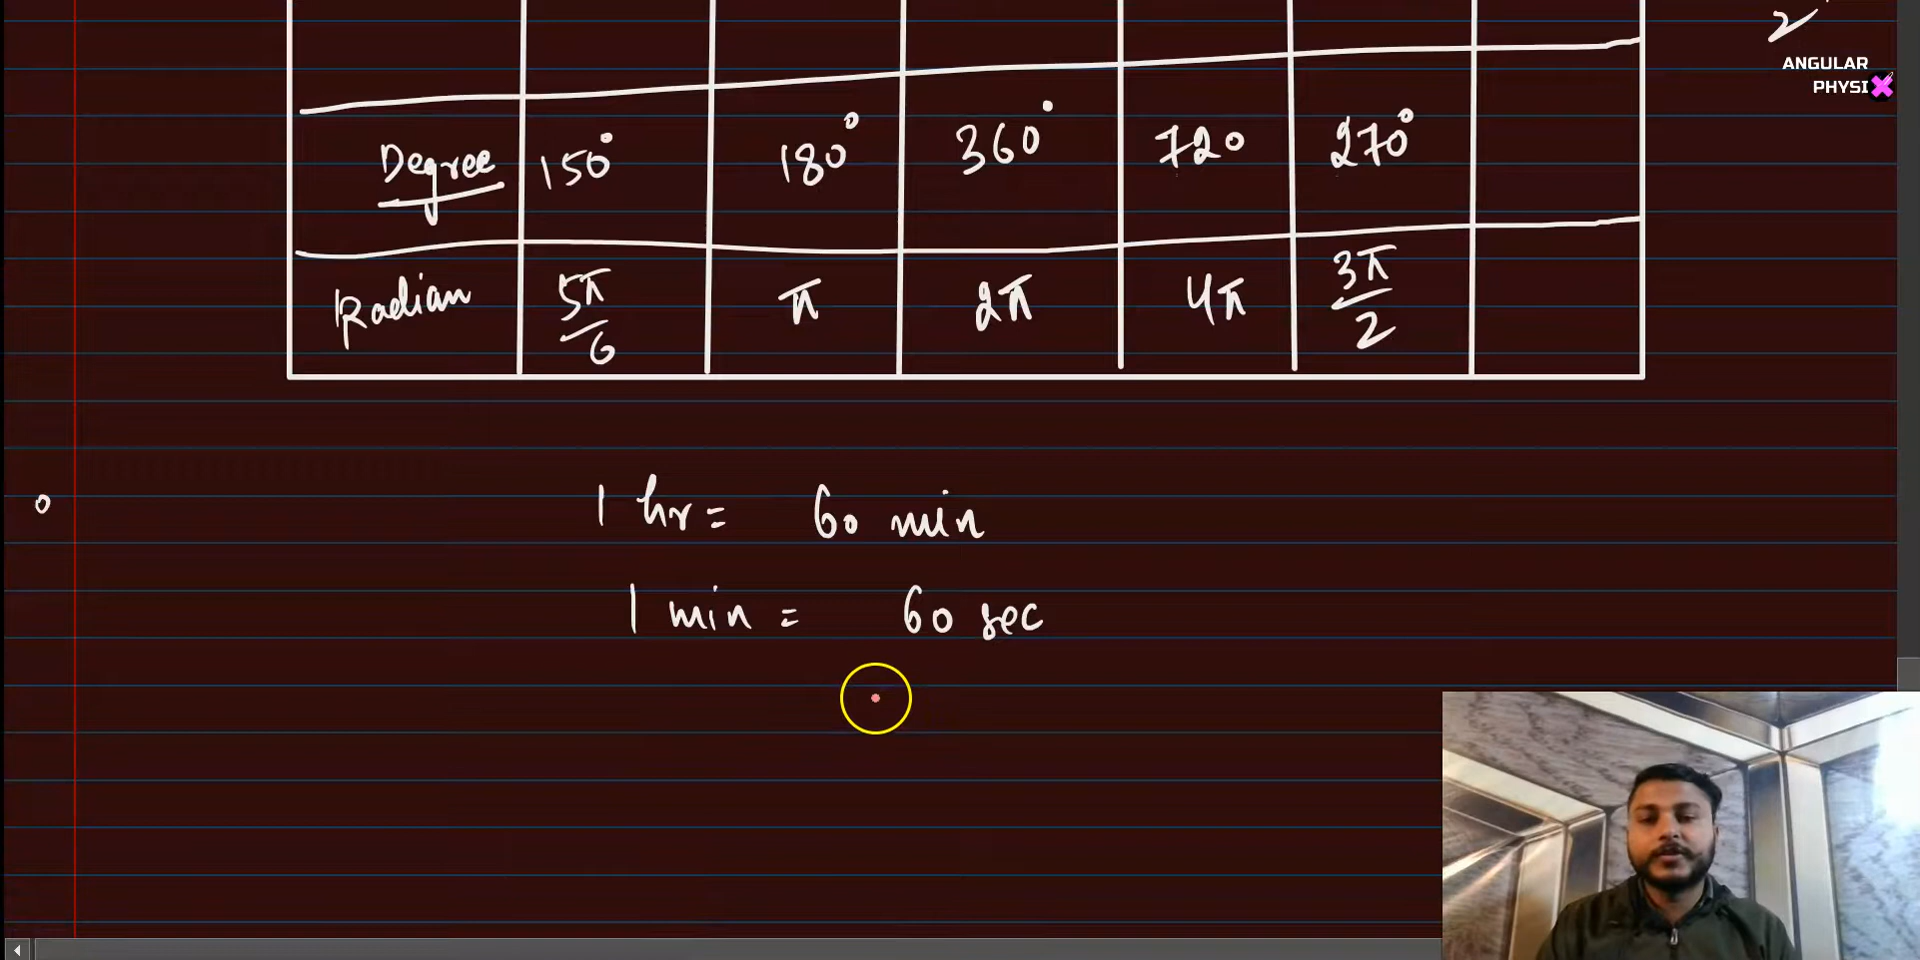 2
ANGULAR
PHYSI
Degree 150° 180° 360° 720 270°
Radian 5π/6 π 2π 4π 3π/2
1 hr = 60 min
1 min = 60 sec